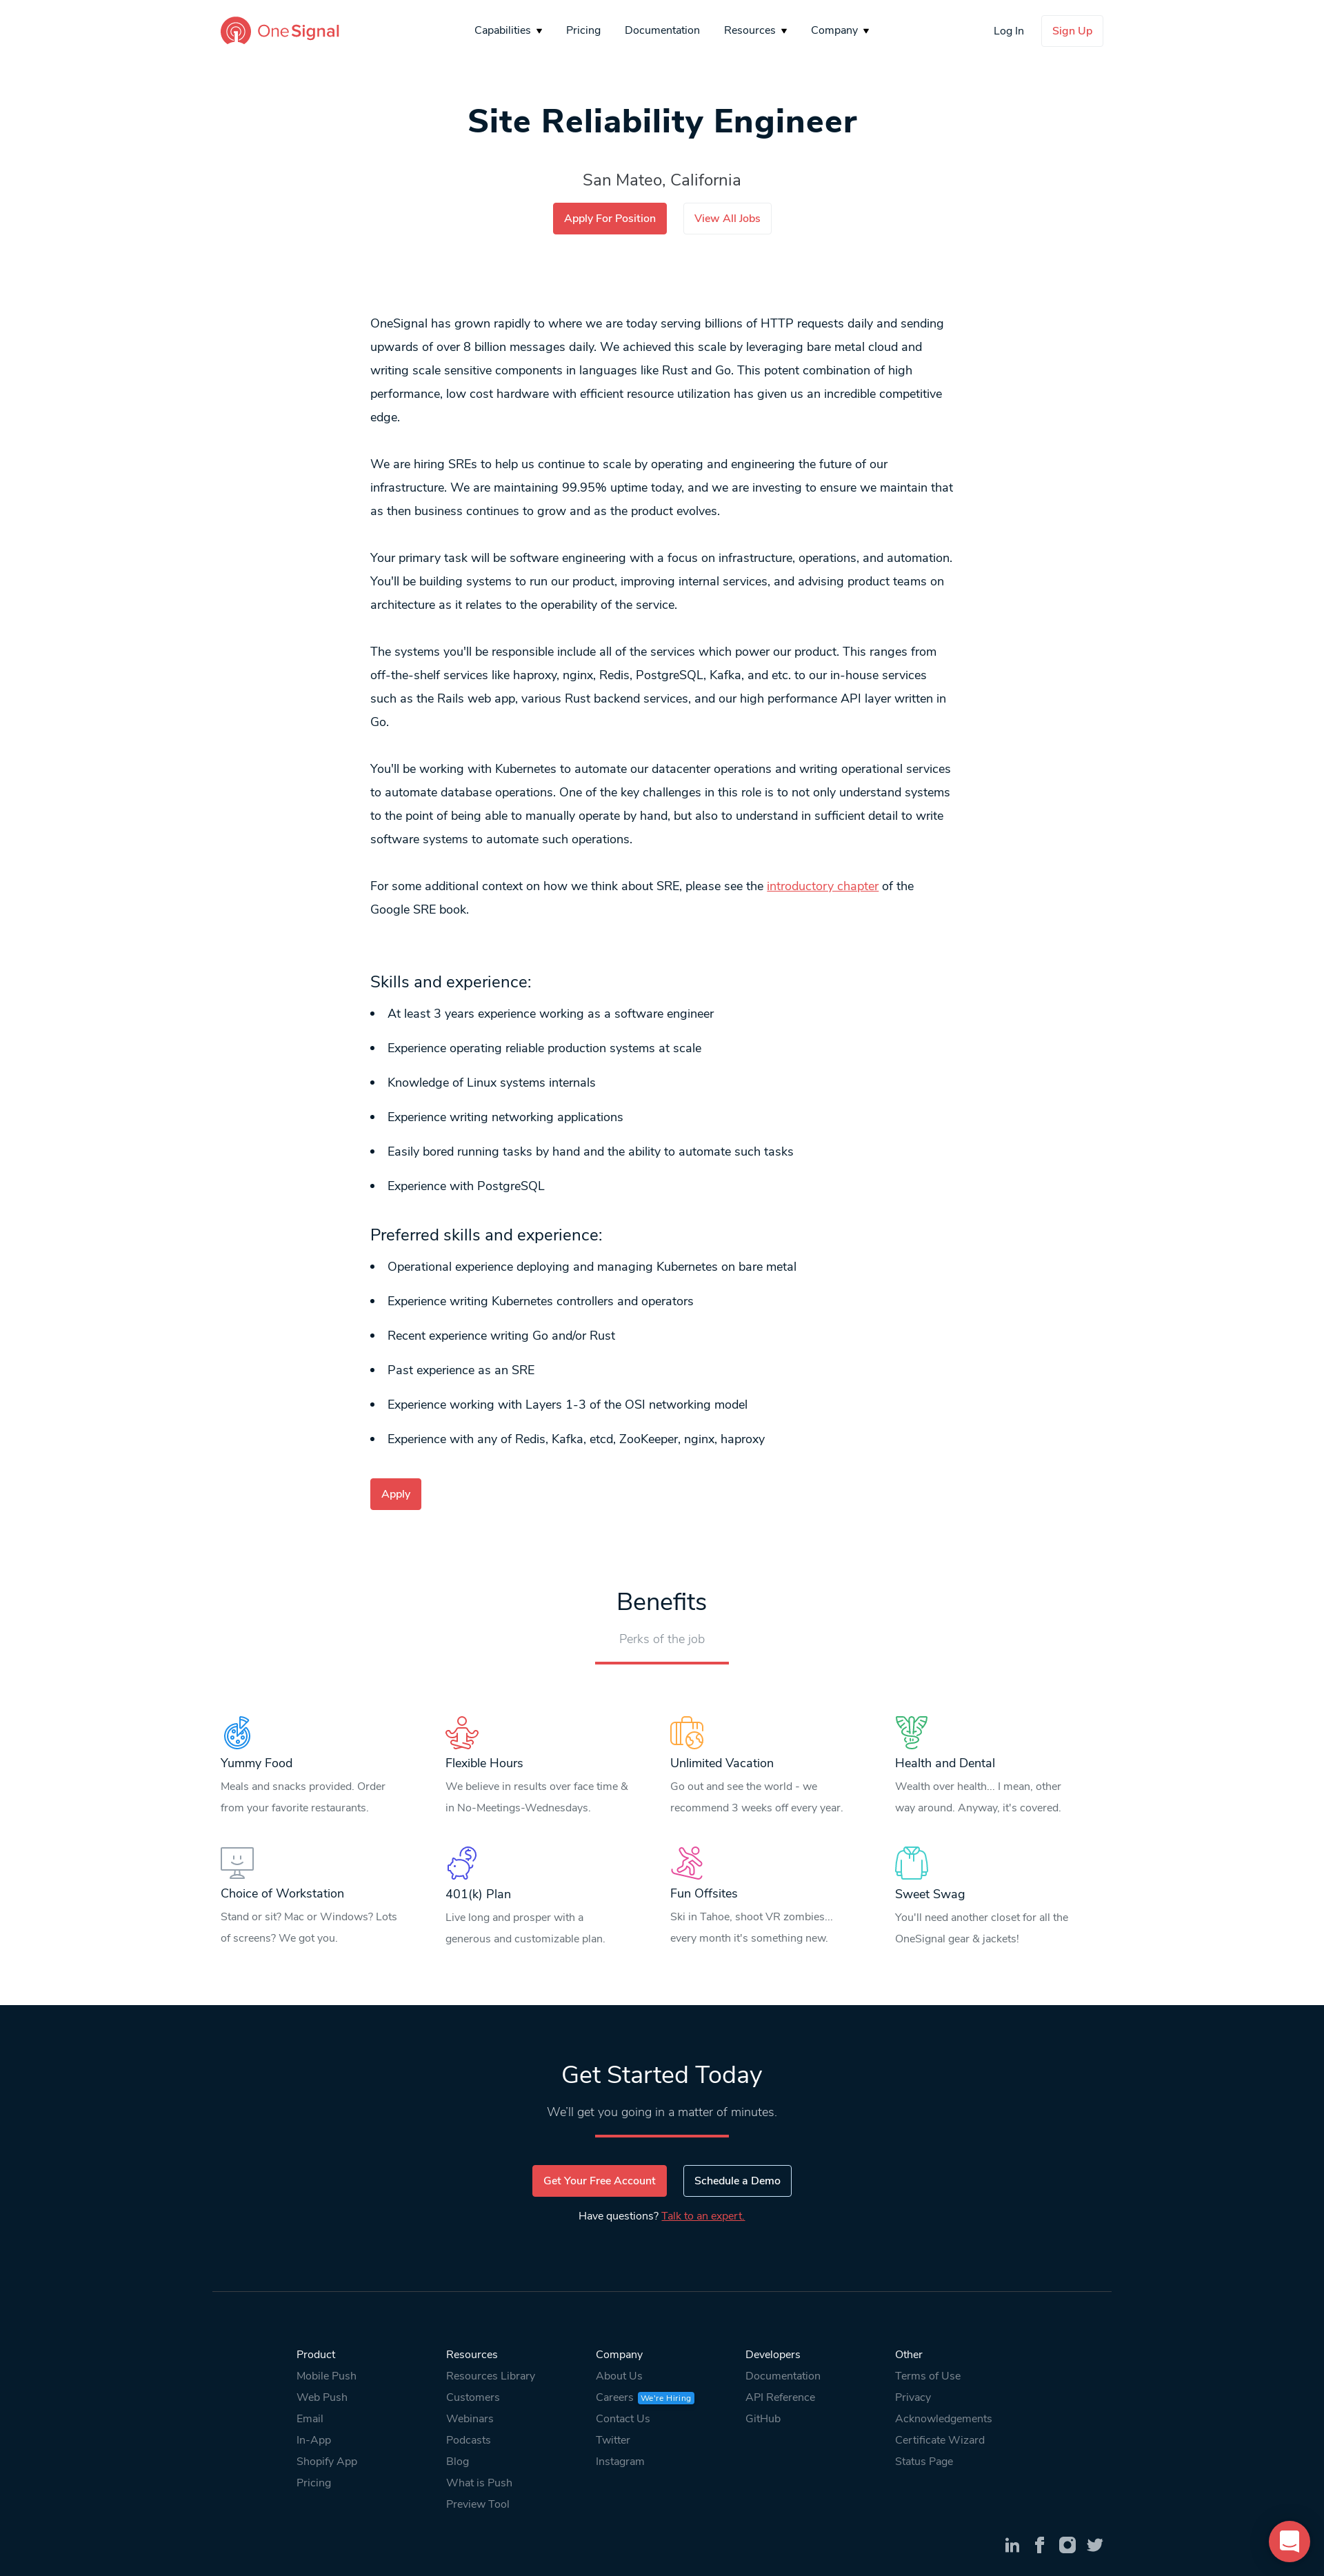 OneSignal
Capabilities
Pricing
Documentation
Resources
Company
Log In
Sign Up
Site Reliability Engineer
San Mateo, California
Apply For Position
View All Jobs
OneSignal has grown rapidly to where we are today serving billions of HTTP requests daily and sending
upwards of over 8 billion messages daily. We achieved this scale by leveraging bare metal cloud and
writing scale sensitive components in languages like Rust and Go. This potent combination of high
performance, low cost hardware with efficient resource utilization has given us an incredible competitive
edge.
We are hiring SREs to help us continue to scale by operating and engineering the future of our
infrastructure. We are maintaining 99.95% uptime today, and we are investing to ensure we maintain that
as then business continues to grow and as the product evolves.
Your primary task will be software engineering with a focus on infrastructure, operations, and automation.
You'll be building systems to run our product, improving internal services, and advising product teams on
architecture as it relates to the operability of the service.
The systems you'll be responsible include all of the services which power our product. This ranges from
off-the-shelf services like haproxy, nginx, Redis, PostgreSQL, Kafka, and etc. to our in-house services
such as the Rails web app, various Rust backend services, and our high performance API layer written in
Go.
You'll be working with Kubernetes to automate our datacenter operations and writing operational services
to automate database operations. One of the key challenges in this role is to not only understand systems
to the point of being able to manually operate by hand, but also to understand in sufficient detail to write
software systems to automate such operations.
For some additional context on how we think about SRE, please see the introductory chapter of the
Google SRE book.
Skills and experience:
• At least 3 years experience working as a software engineer
• Experience operating reliable production systems at scale
• Knowledge of Linux systems internals
• Experience writing networking applications
• Easily bored running tasks by hand and the ability to automate such tasks
• Experience with PostgreSQL
Preferred skills and experience:
• Operational experience deploying and managing Kubernetes on bare metal
• Experience writing Kubernetes controllers and operators
• Recent experience writing Go and/or Rust
• Past experience as an SRE
• Experience working with Layers 1-3 of the OSI networking model
• Experience with any of Redis, Kafka, etcd, ZooKeeper, nginx, haproxy
Apply
Benefits
Perks of the job
Yummy Food
Meals and snacks provided. Order
from your favorite restaurants.
Flexible Hours
We believe in results over face time &
in No-Meetings-Wednesdays.
Unlimited Vacation
Go out and see the world - we
recommend 3 weeks off every year.
Health and Dental
Wealth over health... I mean, other
way around. Anyway, it's covered.
Choice of Workstation
Stand or sit? Mac or Windows? Lots
of screens? We got you.
401(k) Plan
Live long and prosper with a
generous and customizable plan.
Fun Offsites
Ski in Tahoe, shoot VR zombies...
every month it's something new.
Sweet Swag
You'll need another closet for all the
OneSignal gear & jackets!
Get Started Today
We'll get you going in a matter of minutes.
Get Your Free Account
Schedule a Demo
Have questions? Talk to an expert.
Product
Mobile Push
Web Push
Email
In-App
Shopify App
Pricing
Resources
Resources Library
Customers
Webinars
Podcasts
Blog
What is Push
Preview Tool
Company
About Us
Careers We're Hiring
Contact Us
Twitter
Instagram
Developers
Documentation
API Reference
GitHub
Other
Terms of Use
Privacy
Acknowledgements
Certificate Wizard
Status Page